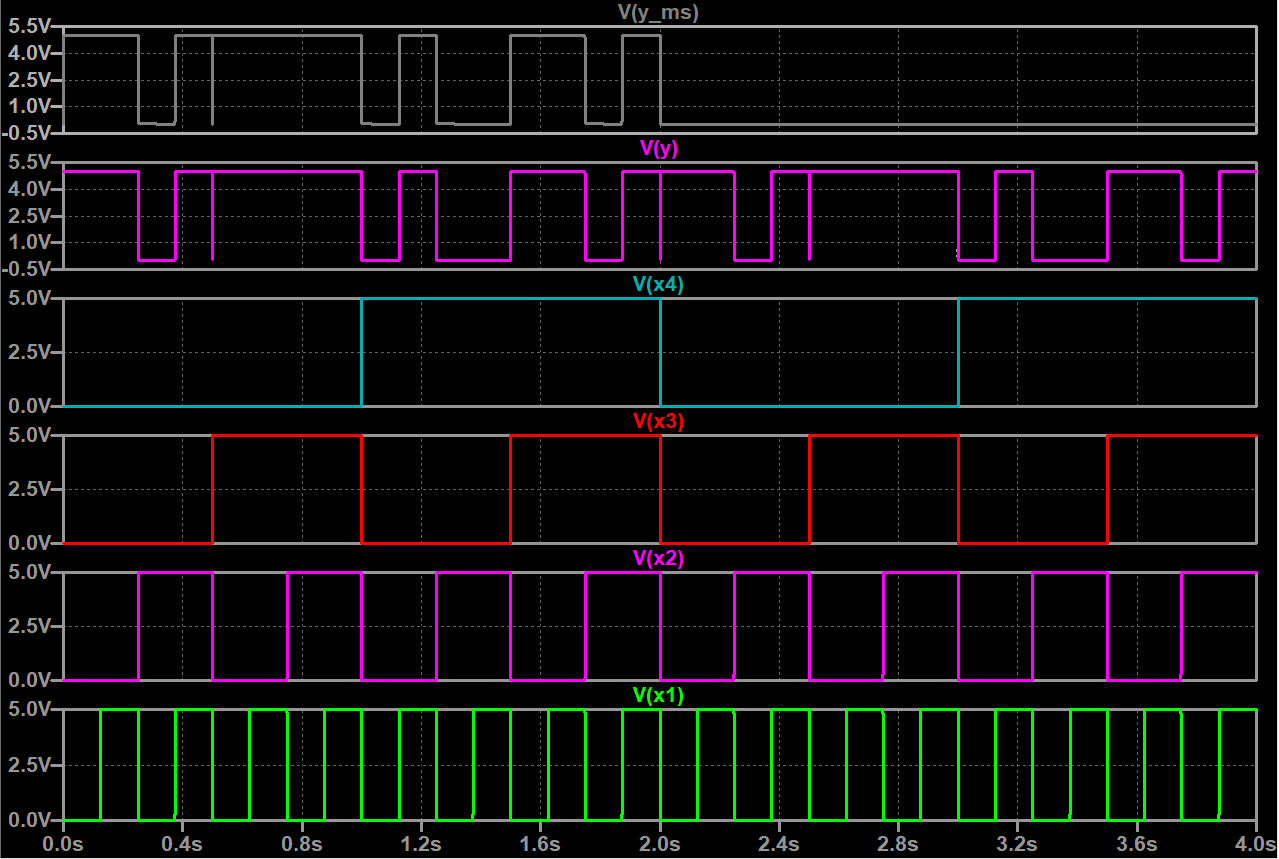 V(y_ms)
5.5V
4.0V
2.5V
1.0V
-0.5V
V(y)
5.5V
4.0V
2.5V
1.0V
-0.5V
V(x4)
5.0V
2.5V
0.0V
V(x3)
5.0V
2.5V
0.0V
V(x2)
5.0V
2.5V
0.0V
V(x1)
5.0V
2.5V
0.0V
0.0s 0.4s 0.8s 1.2s 1.6s 2.0s 2.4s 2.8s 3.2s 3.6s 4.0s